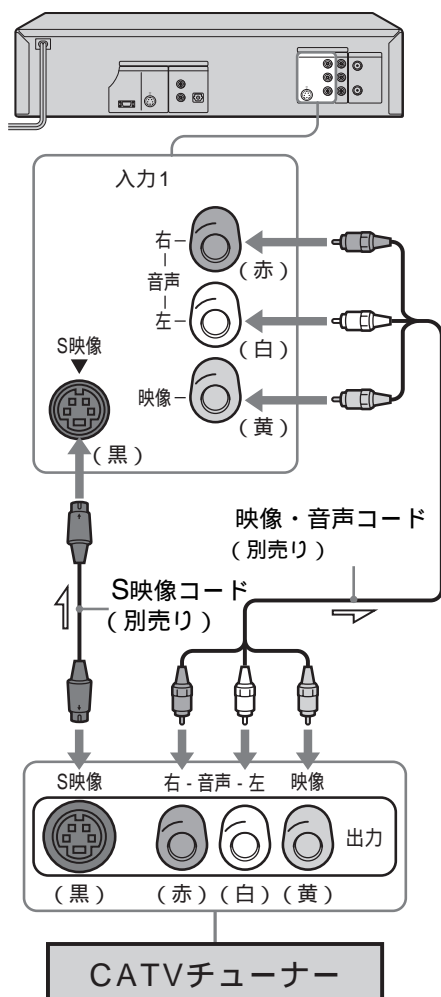 入力1
右
（赤）
音声
左
（白）
S映像
映像
（黄）
（黒）
映像・音声コード
（別売り）
S映像コード
（別売り）
S映像 右 - 音声 - 左 映像
出力
（黒） （赤） （白） （黄）
CATVチューナー